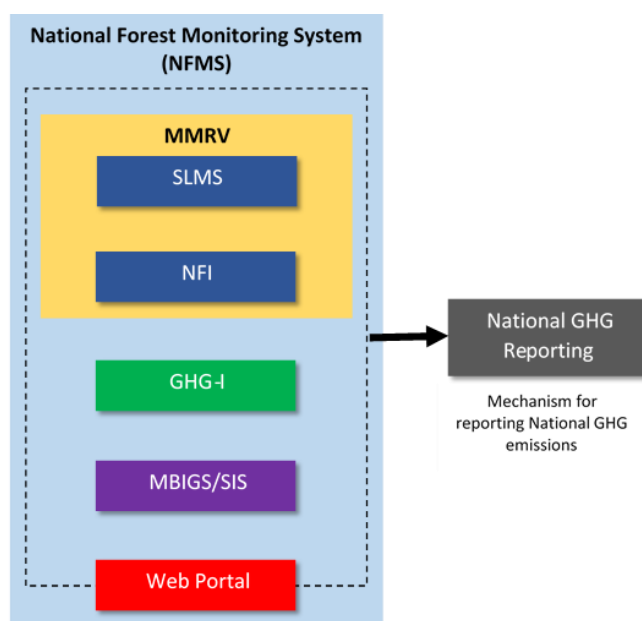 National Forest Monitoring System
(NFMS)
MMRV
SLMS
NFI
GHG-I
MBIGS/SIS
Web Portal
National GHG
Reporting
Mechanism for
reporting National GHG
emissions